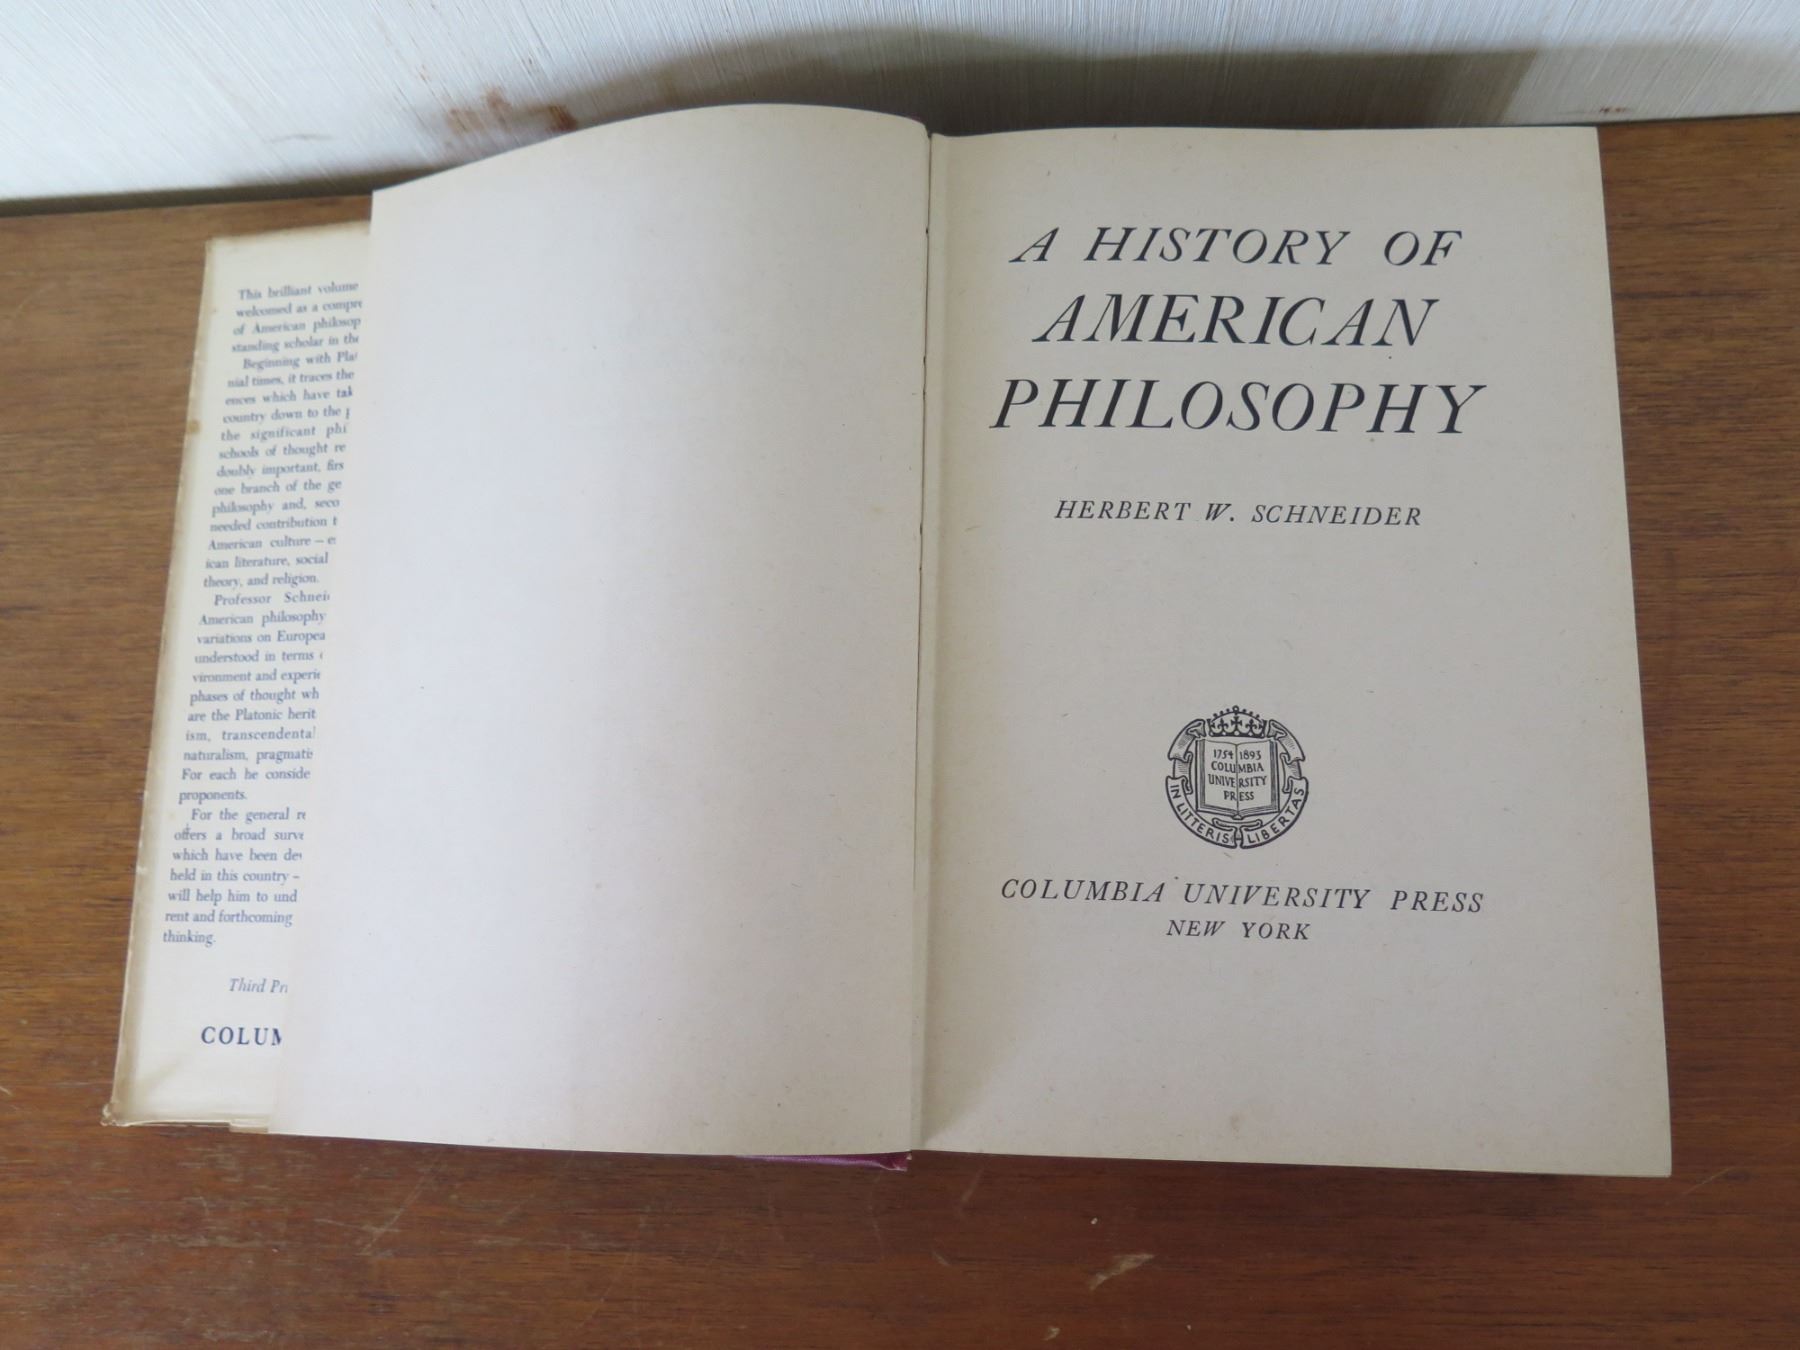 This brilliant volume
welcomed as a compre
of American philosop
standing scholar in the
Beginning with Pla
nial times, it traces the
ences which have tak
country down to the p
the significant phi
schools of thought re
doubly important, firs
one branch of the ge
philosophy and, seco
needed contribution t
American culture – e
ican literature, social
theory, and religion.
Professor Schnei
American philosophy
variations on Europea
understood in terms
vironment and experie
phases of thought wh
are the Platonic herit
ism, transcendental
naturalism, pragmatis
For each he conside
proponents.
For the general re
offers a broad surve
which have been dev
held in this country –
will help him to und
rent and forthcoming
thinking.
Third Pri
COLUM
A HISTORY OF
AMERICAN
PHILOSOPHY
HERBERT W. SCHNEIDER
1754 1893
COLUMBIA
UNIVERSITY
PRESS
IN LITTERIS LIBERTAS
COLUMBIA UNIVERSITY PRESS
NEW YORK